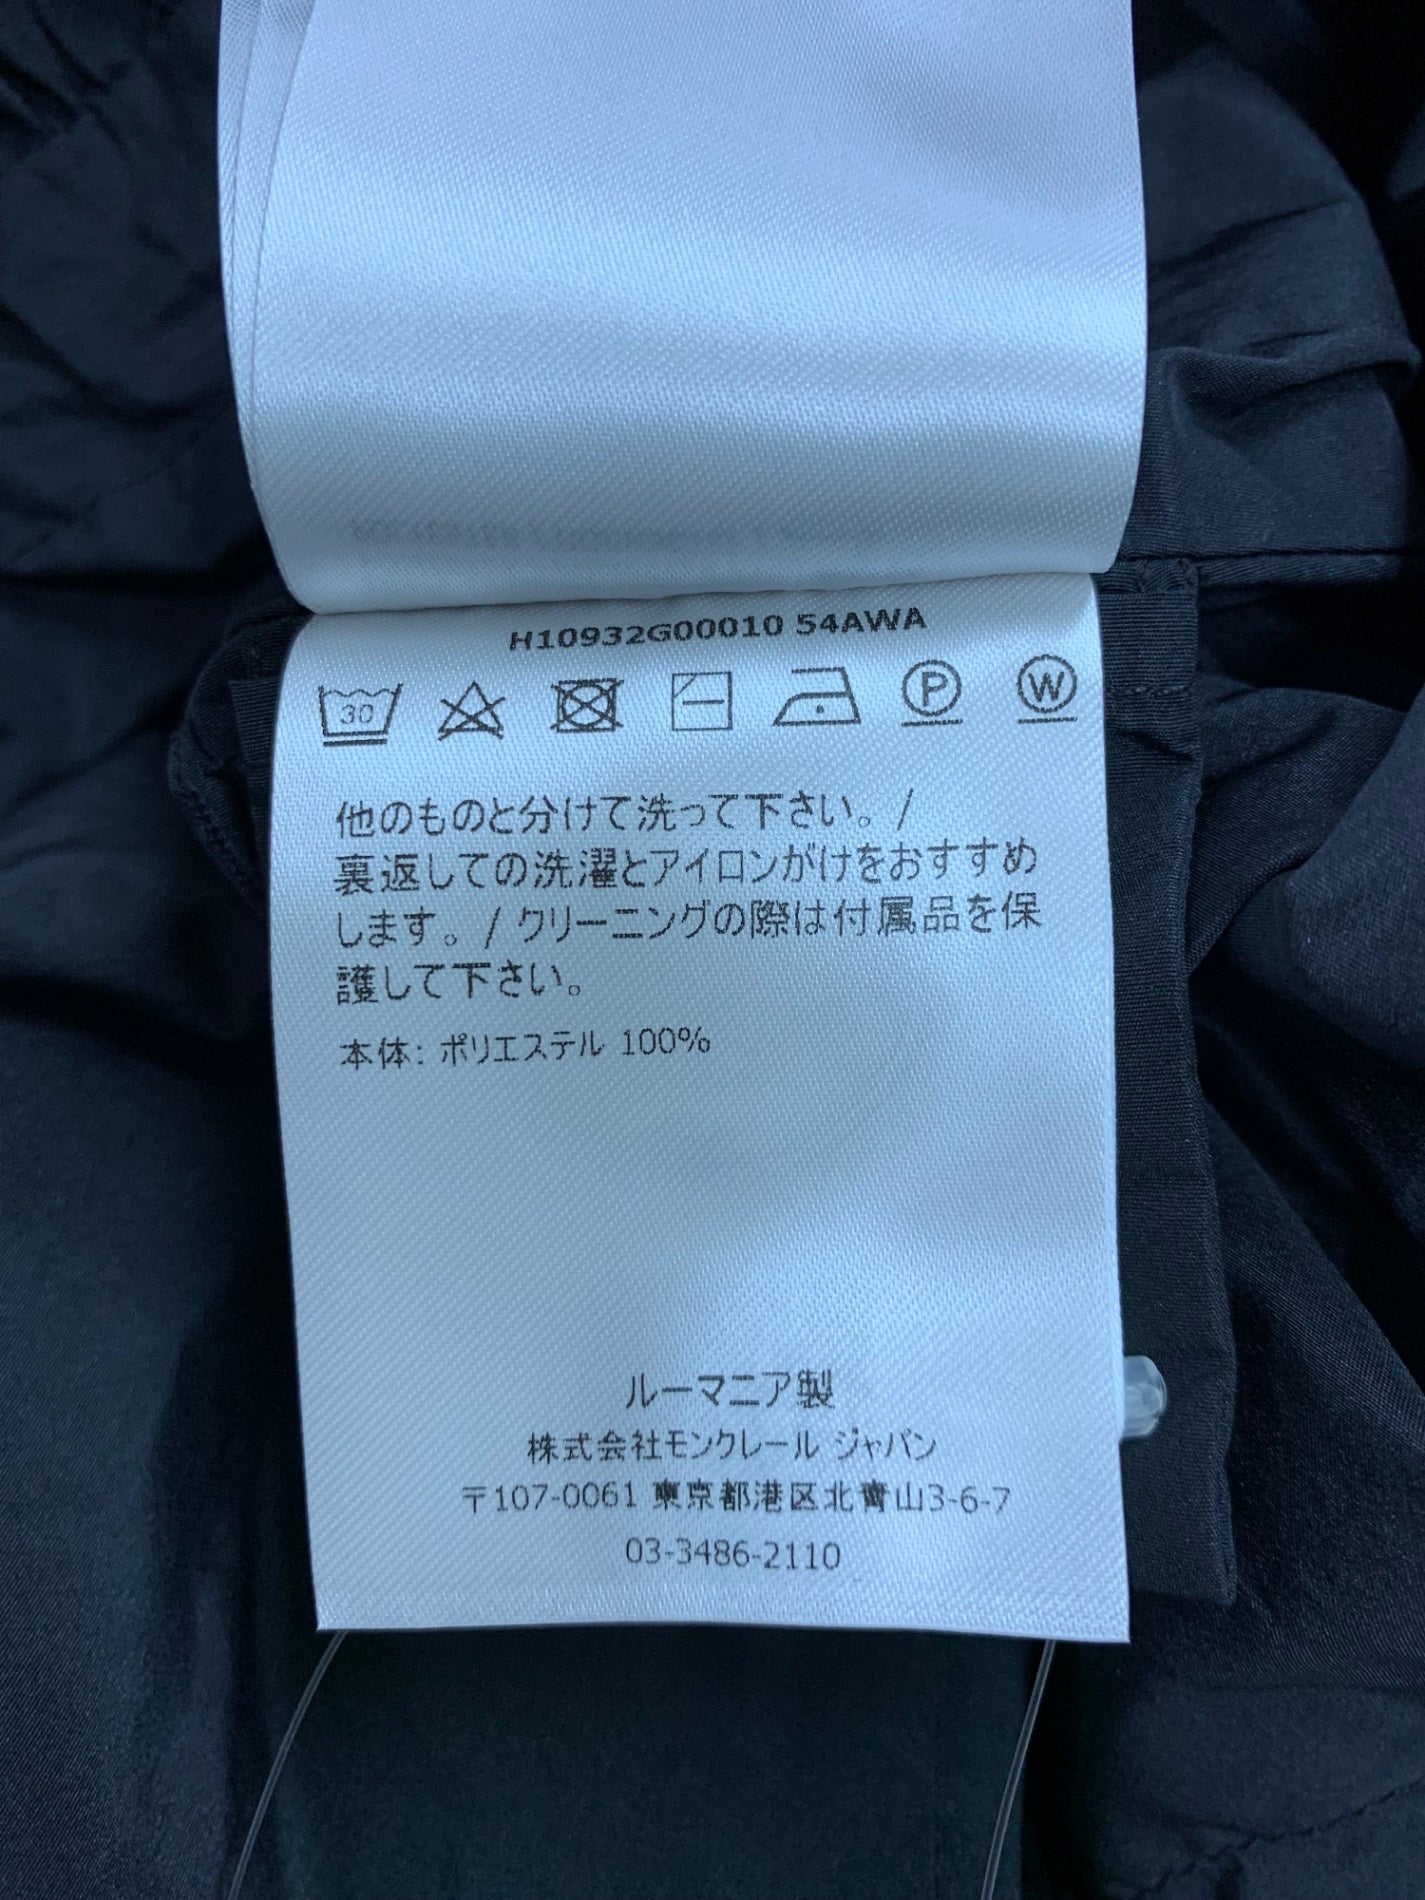 H10932G00010 54AWA
30
P
W
他のものと分けて洗って下さい。/
裏返しての洗濯とアイロンがけをおすすめ
します。/ クリーニングの際は付属品を保
護して下さい。
本体: ポリエステル 100%
ルーマニア製
株式会社モンクレール ジャパン
〒107-0061 東京都港区北青山3-6-7
03-3486-2110